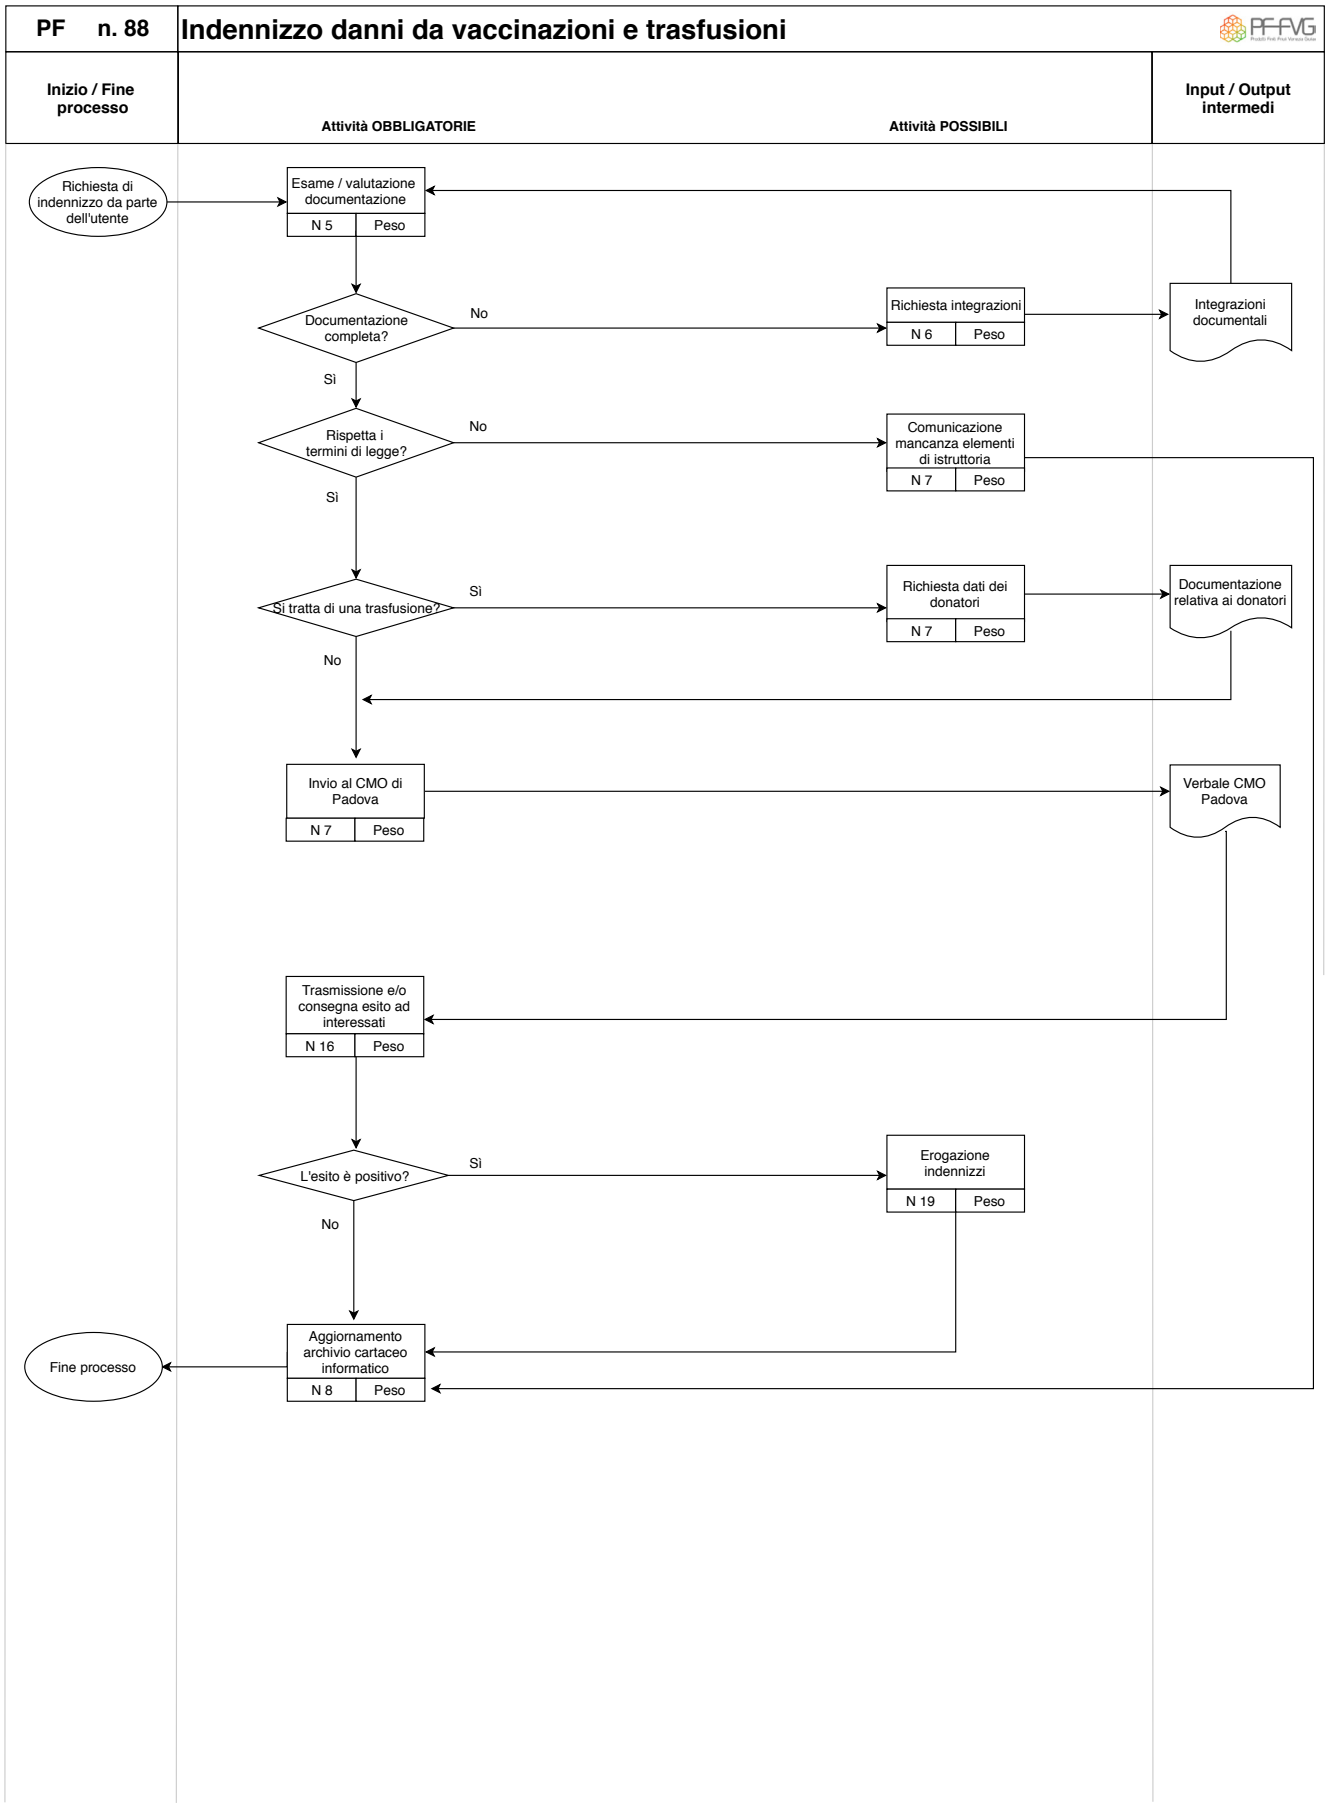 PF n. 88 Indennizzo danni da vaccinazioni e trasfusioni
PF-FVG
Inizio / Fine
processo
Attività OBBLIGATORIE
Attività POSSIBILI
Input / Output
intermedi
Richiesta di
indennizzo da parte
dell'utente
Esame / valutazione
documentazione
N 5 Peso
Documentazione
completa?
No
Sì
Richiesta integrazioni
N 6 Peso
Integrazioni
documentali
Rispetta i
termini di legge?
No
Sì
Comunicazione
mancanza elementi
di istruttoria
N 7 Peso
Si tratta di una trasfusione?
Sì
No
Richiesta dati dei
donatori
N 7 Peso
Documentazione
relativa ai donatori
Invio al CMO di
Padova
N 7 Peso
Verbale CMO
Padova
Trasmissione e/o
consegna esito ad
interessati
N 16 Peso
L'esito è positivo?
Sì
No
Erogazione
indennizzi
N 19 Peso
Aggiornamento
archivio cartaceo
informatico
N 8 Peso
Fine processo